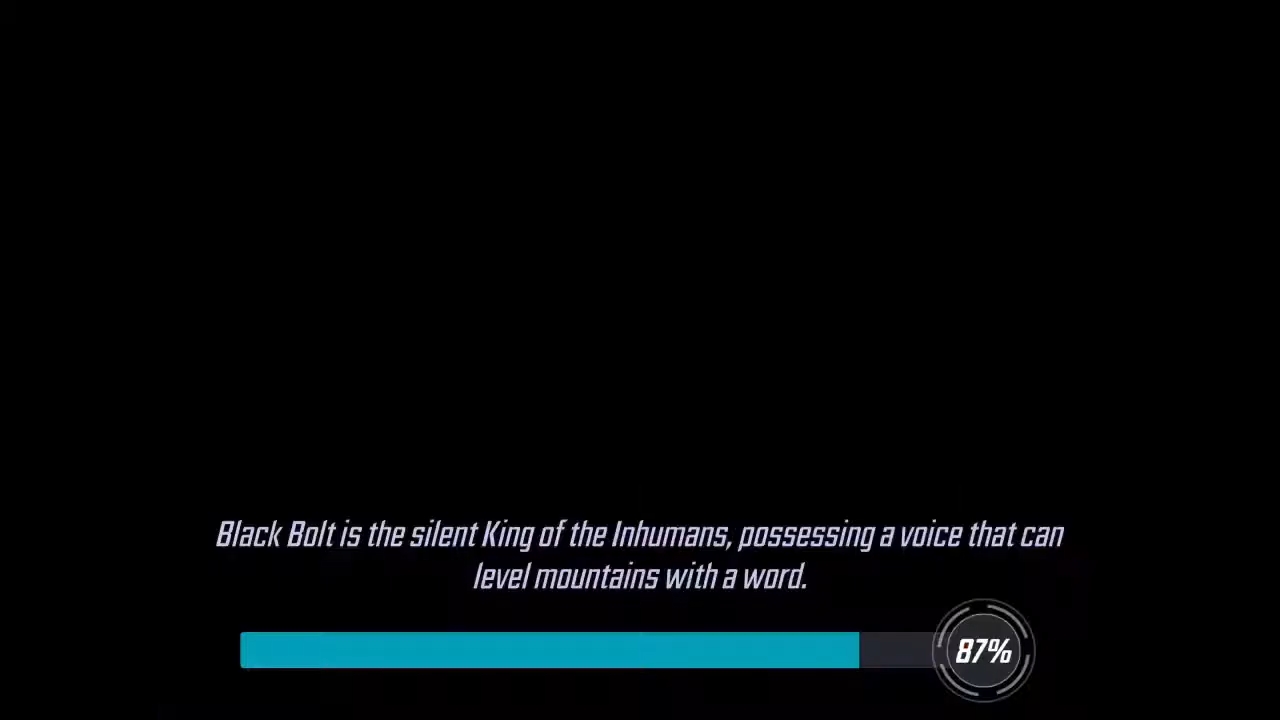 Black Bolt is the silent King of the Inhumans, possessing a voice that can
level mountains with a word.
87%